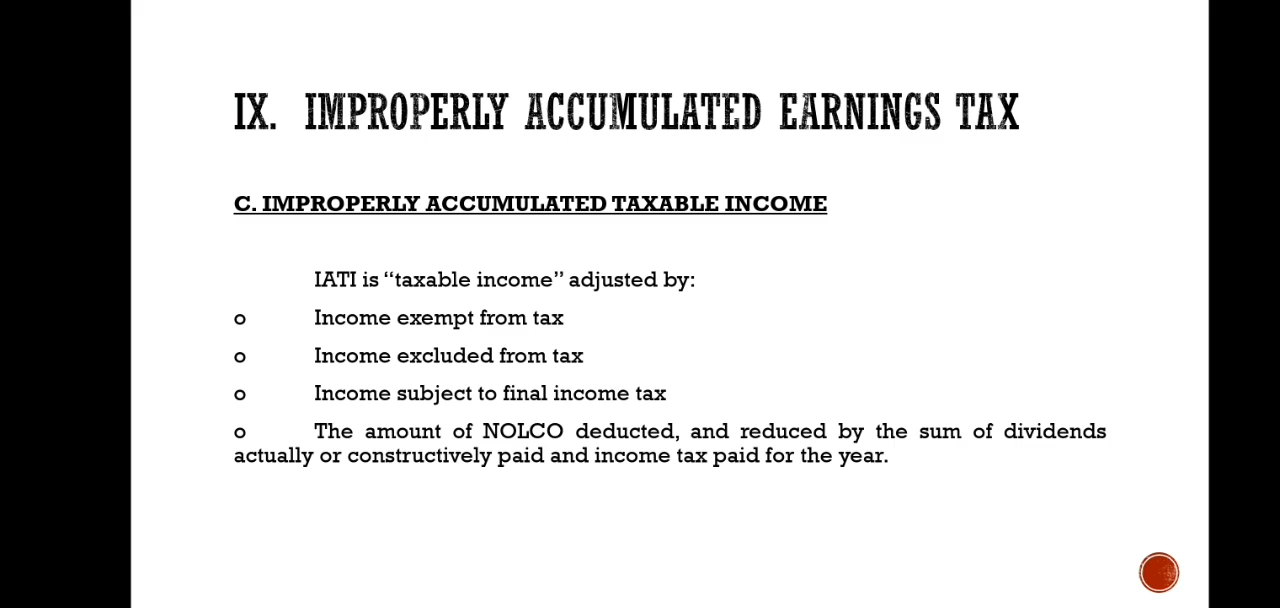 IX. IMPROPERLY ACCUMULATED EARNINGS TAX
C. IMPROPERLY ACCUMULATED TAXABLE INCOME
IATI is “taxable income” adjusted by:
o Income exempt from tax
o Income excluded from tax
o Income subject to final income tax
o The amount of NOLCO deducted, and reduced by the sum of dividends
actually or constructively paid and income tax paid for the year.